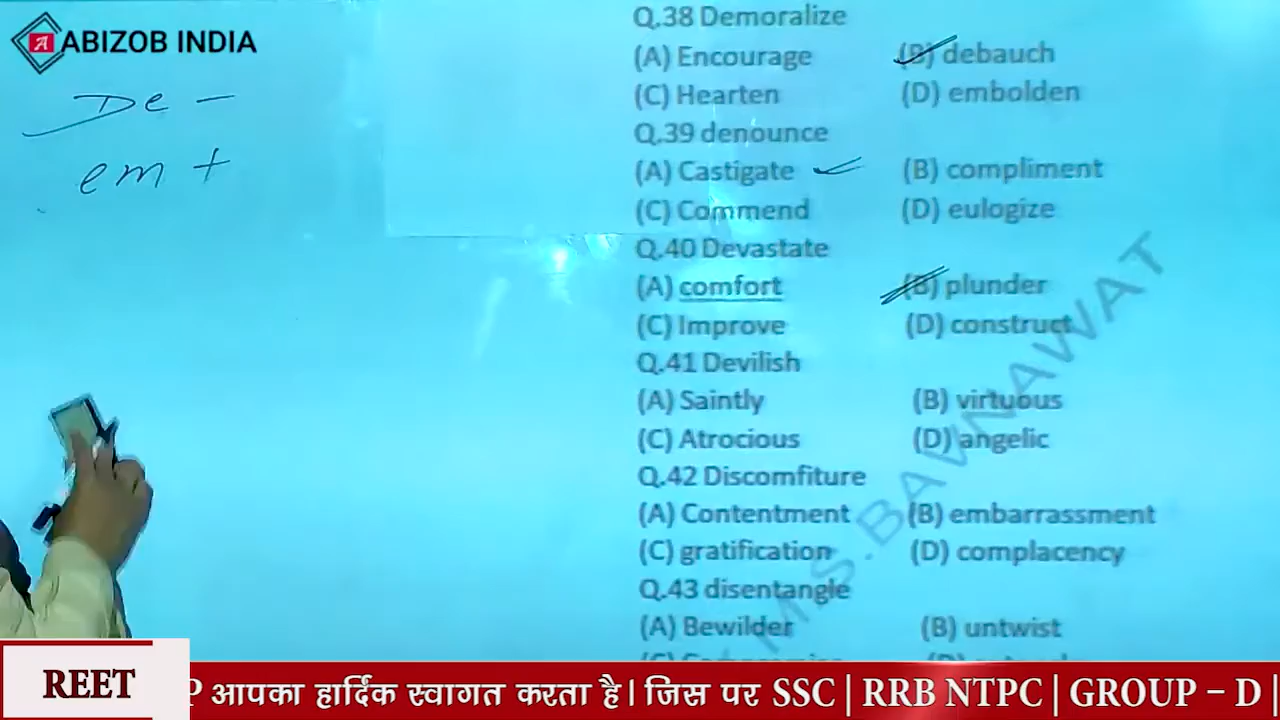 ABIZOB INDIA
De -
em +
Q.38 Demoralize
(A) Encourage (B) debauch
(C) Hearten (D) embolden
Q.39 denounce
(A) Castigate (B) compliment
(C) Commend (D) eulogize
Q.40 Devastate
(A) comfort (B) plunder
(C) Improve (D) construct
Q.41 Devilish
(A) Saintly (B) virtuous
(C) Atrocious (D) angelic
Q.42 Discomfiture
(A) Contentment (B) embarrassment
(C) gratification (D) complacency
Q.43 disentangle
(A) Bewilder (B) untwist
MS.BAWNAWAT
REET
P आपका हार्दिक स्वागत करता है। जिस पर SSC | RRB NTPC | GROUP - D |